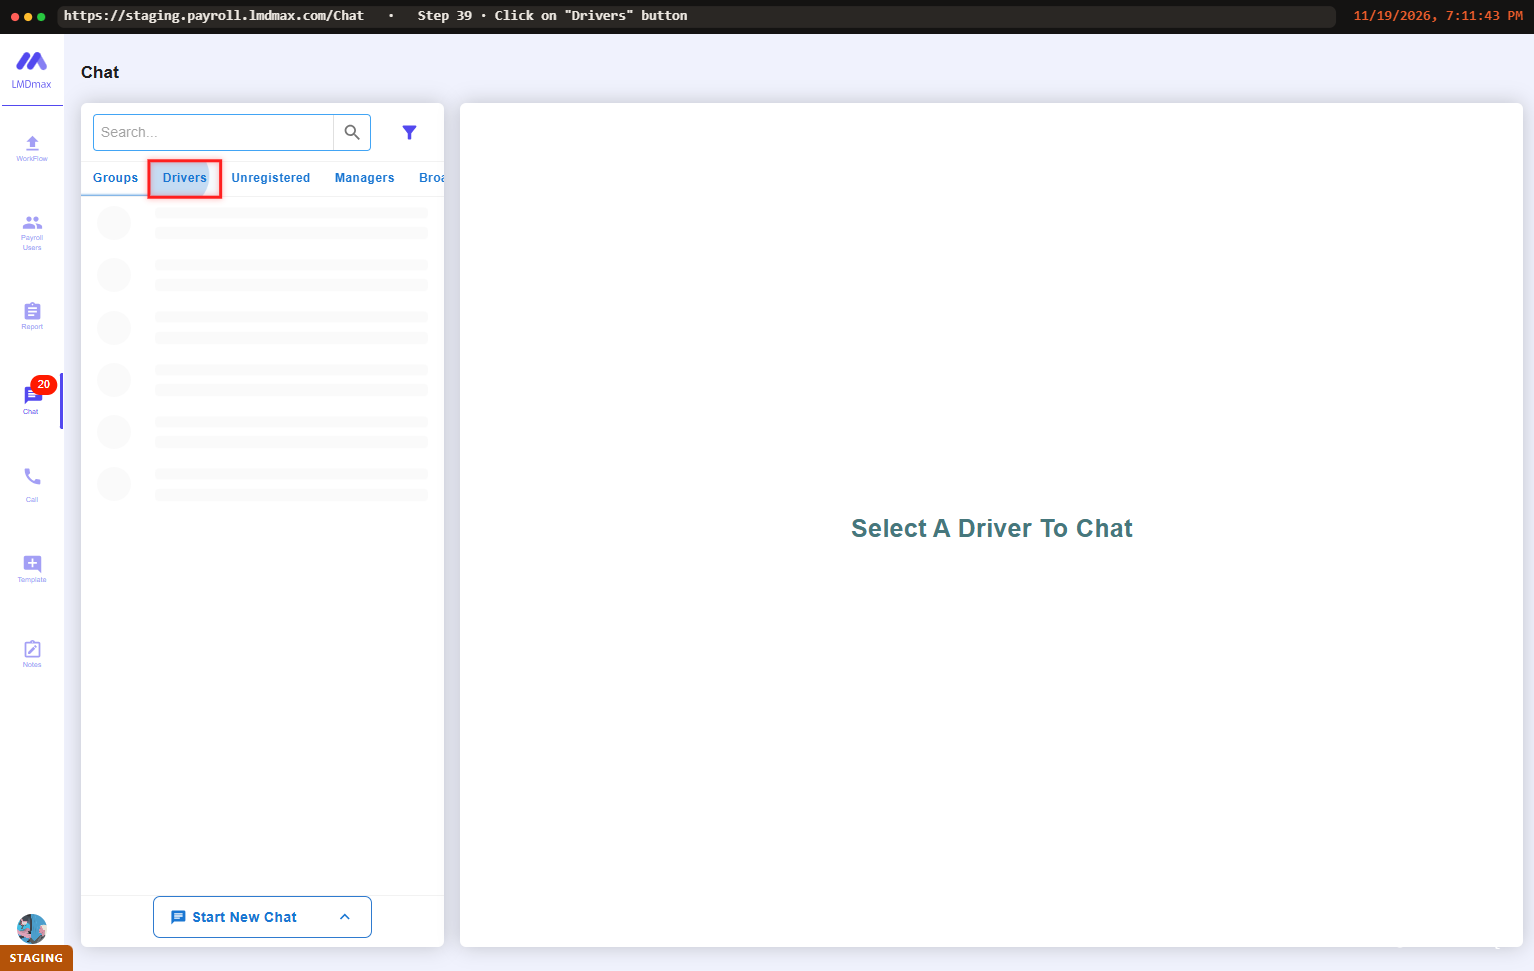 https://staging.payroll.lmdmax.com/Chat • Step 39 · Click on "Drivers" button
11/19/2026, 7:11:43 PM
LMDmax
Chat
Search...
WorkFlow
Groups Drivers Unregistered Managers Broa
Payroll
Users
Report
20
Chat
Call
Select A Driver To Chat
Template
Notes
Start New Chat
STAGING